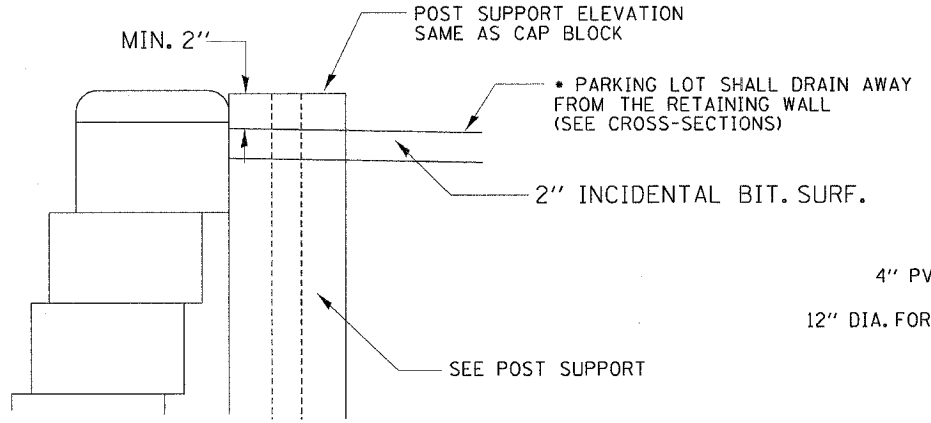 POST SUPPORT ELEVATION
SAME AS CAP BLOCK
MIN. 2"
* PARKING LOT SHALL DRAIN AWAY
FROM THE RETAINING WALL
(SEE CROSS-SECTIONS)
2" INCIDENTAL BIT. SURF.
4" PV
12" DIA. FOR
SEE POST SUPPORT